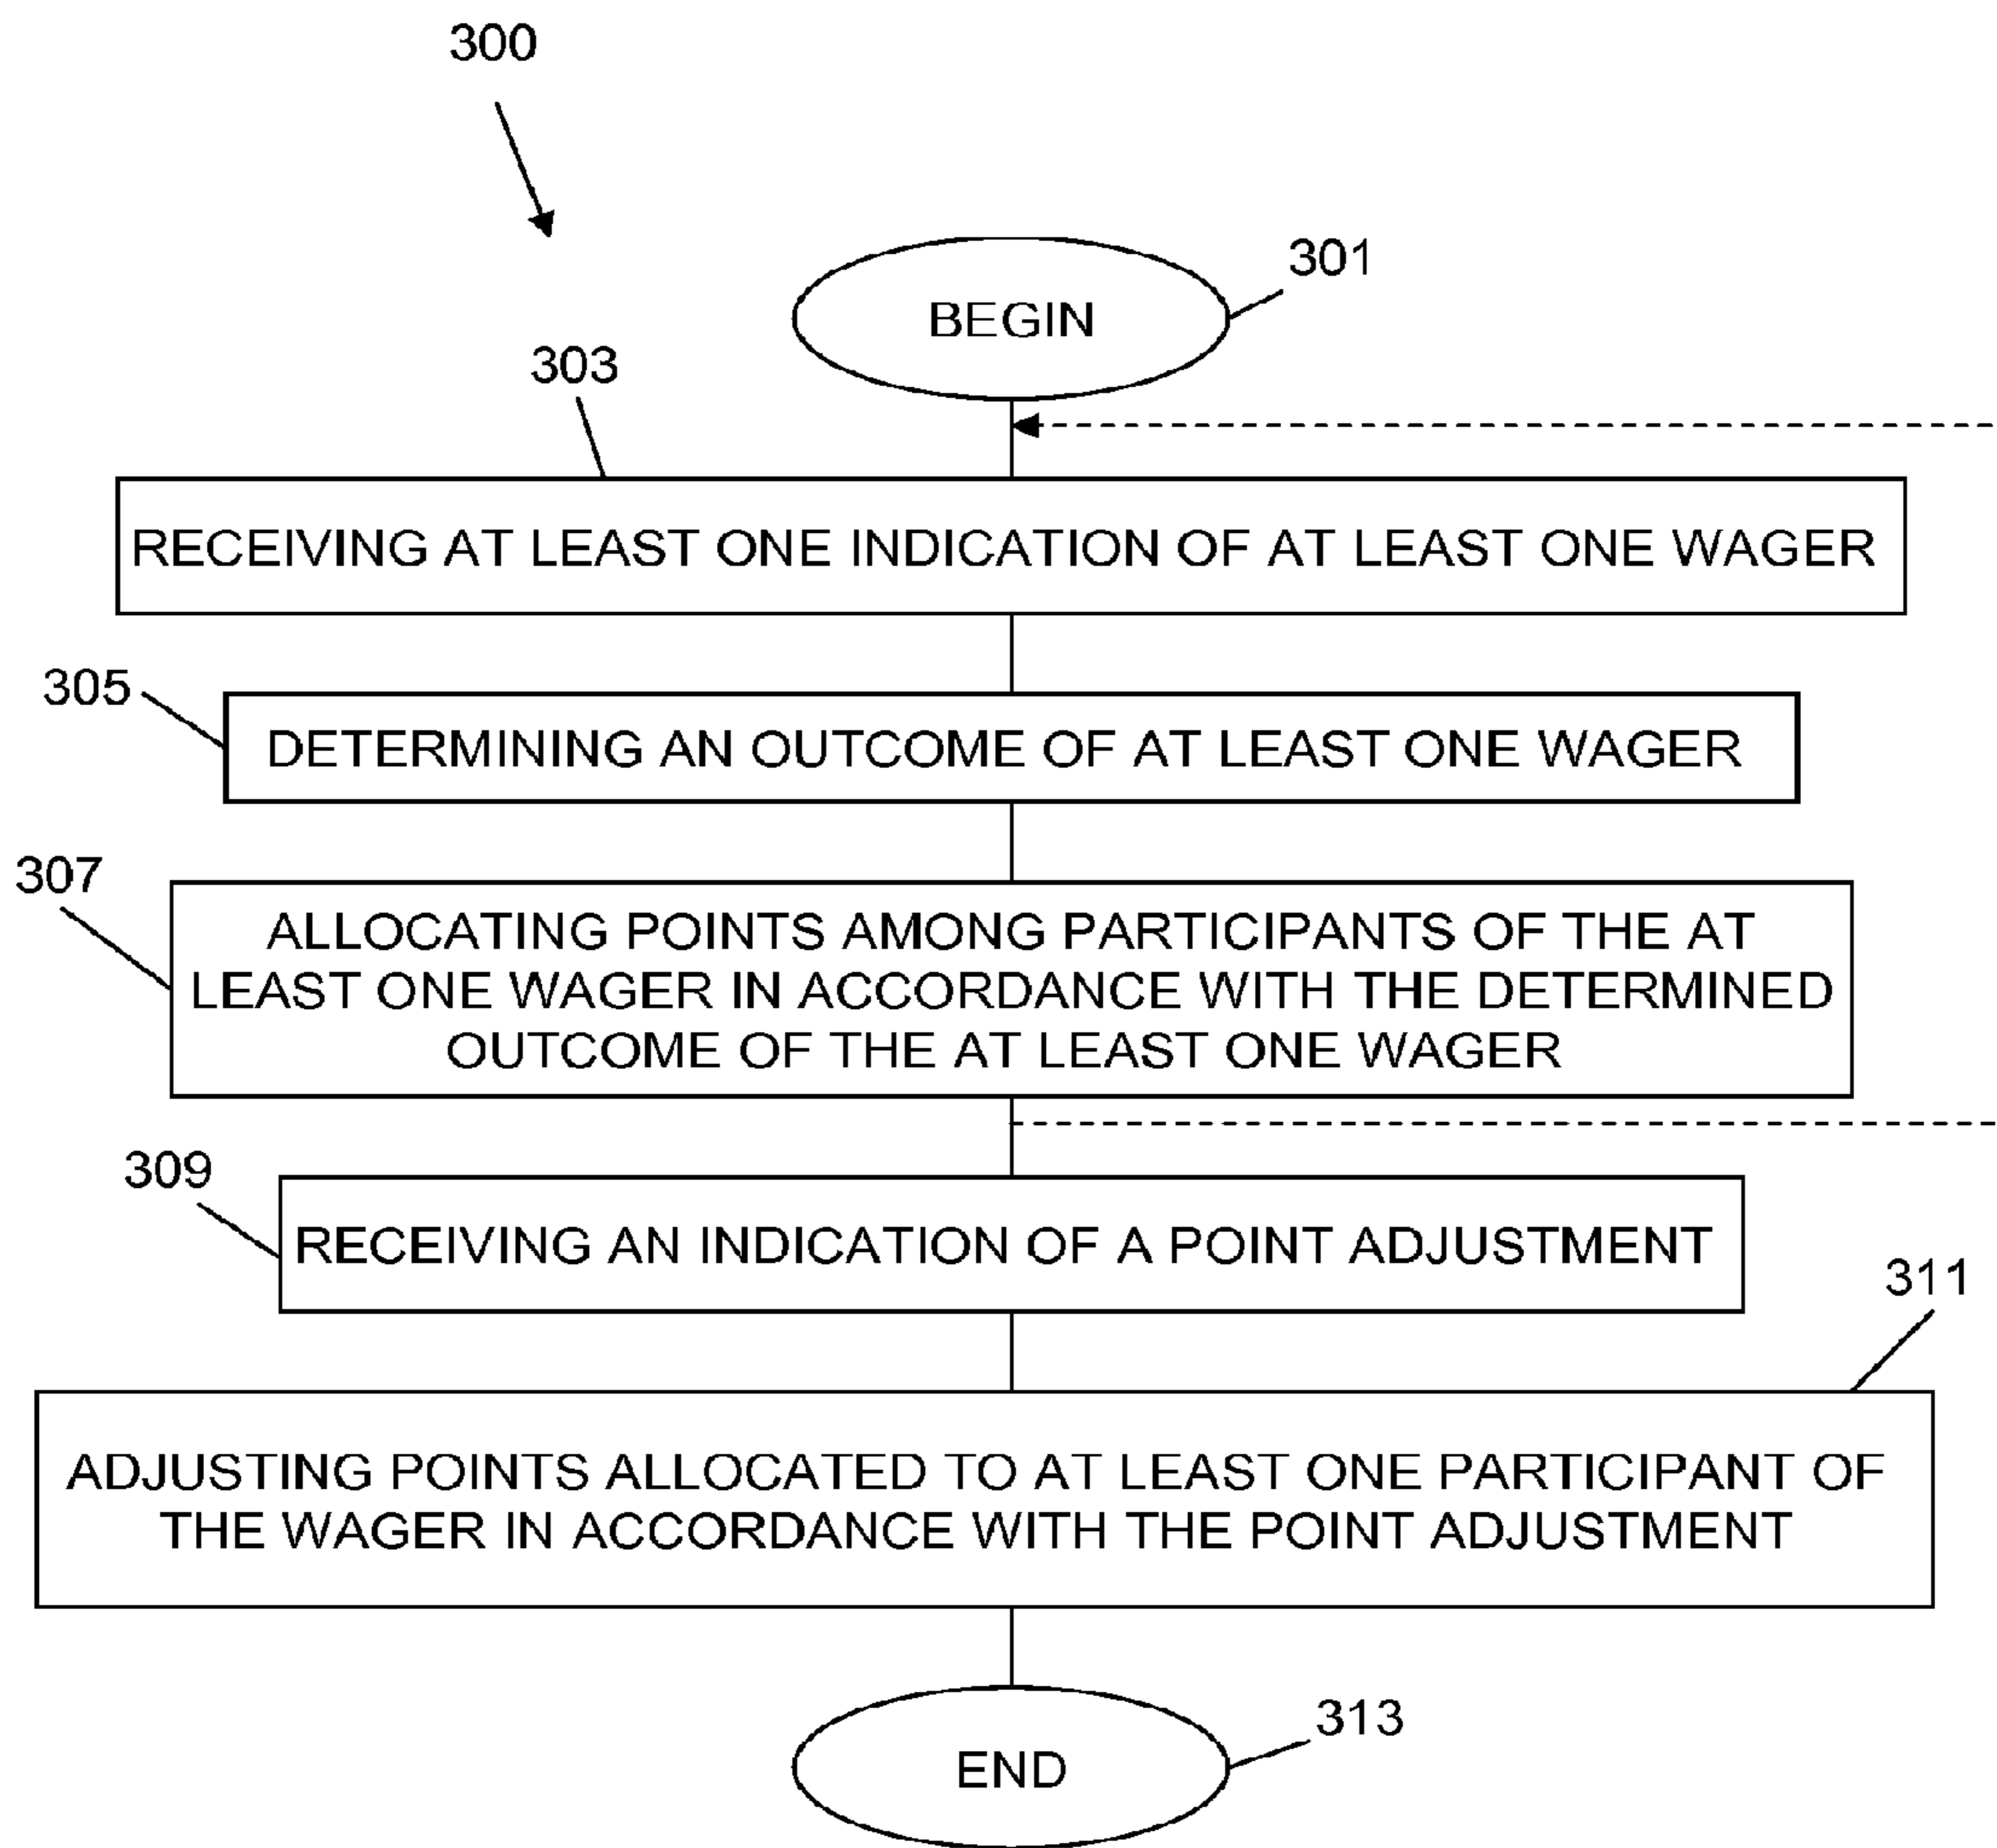 300
301
BEGIN
303
RECEIVING AT LEAST ONE INDICATION OF AT LEAST ONE WAGER
305
DETERMINING AN OUTCOME OF AT LEAST ONE WAGER
307
ALLOCATING POINTS AMONG PARTICIPANTS OF THE AT
LEAST ONE WAGER IN ACCORDANCE WITH THE DETERMINED
OUTCOME OF THE AT LEAST ONE WAGER
309
RECEIVING AN INDICATION OF A POINT ADJUSTMENT
311
ADJUSTING POINTS ALLOCATED TO AT LEAST ONE PARTICIPANT OF
THE WAGER IN ACCORDANCE WITH THE POINT ADJUSTMENT
313
END